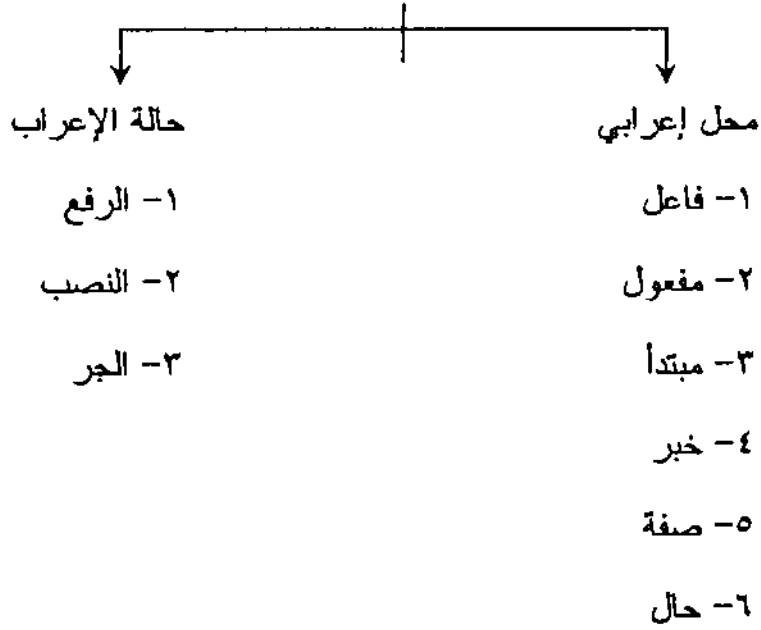 محل إعرابي
١- فاعل
٢- مفعول
٣- مبتدأ
٤- خبر
٥- صفة
٦- حال
حالة الإعراب
١- الرفع
٢- النصب
٣- الجر